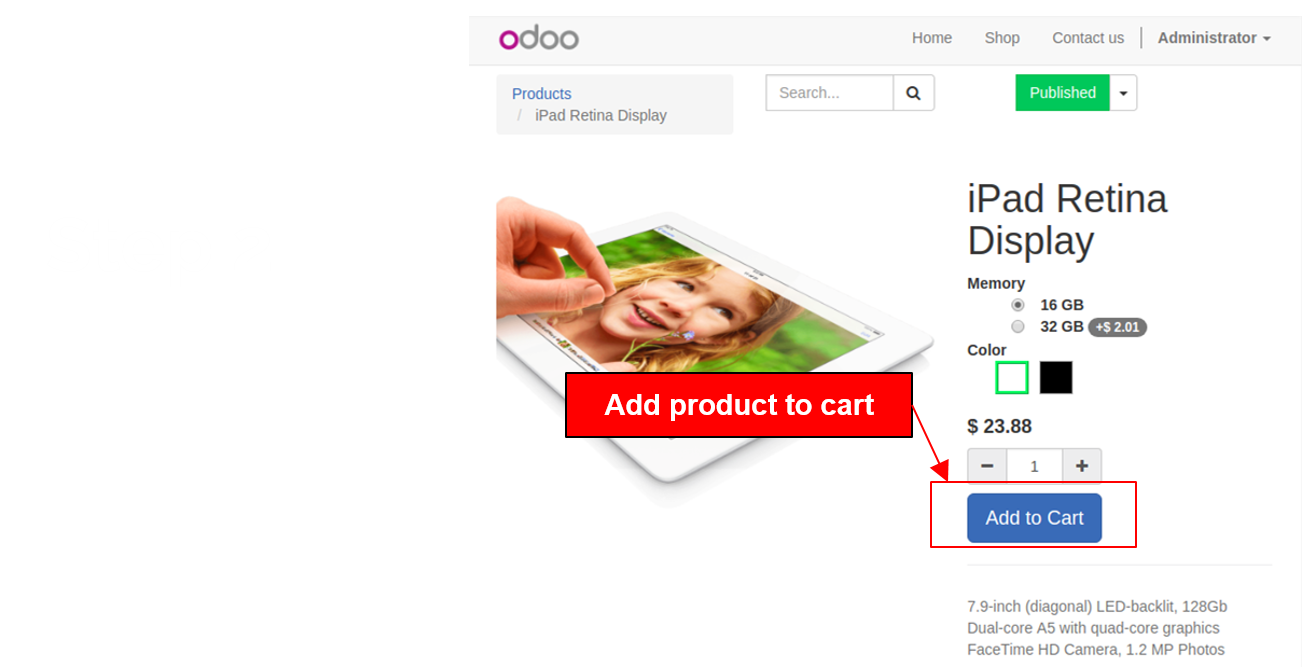 odoo
Home Shop Contact us Administrator
Products
/ iPad Retina Display
Search...
Published
iPad Retina
Display
Memory
16 GB
32 GB +$ 2.01
Color
Add product to cart
$ 23.88
− 1 +
Add to Cart
7.9-inch (diagonal) LED-backlit, 128Gb
Dual-core A5 with quad-core graphics
FaceTime HD Camera, 1.2 MP Photos